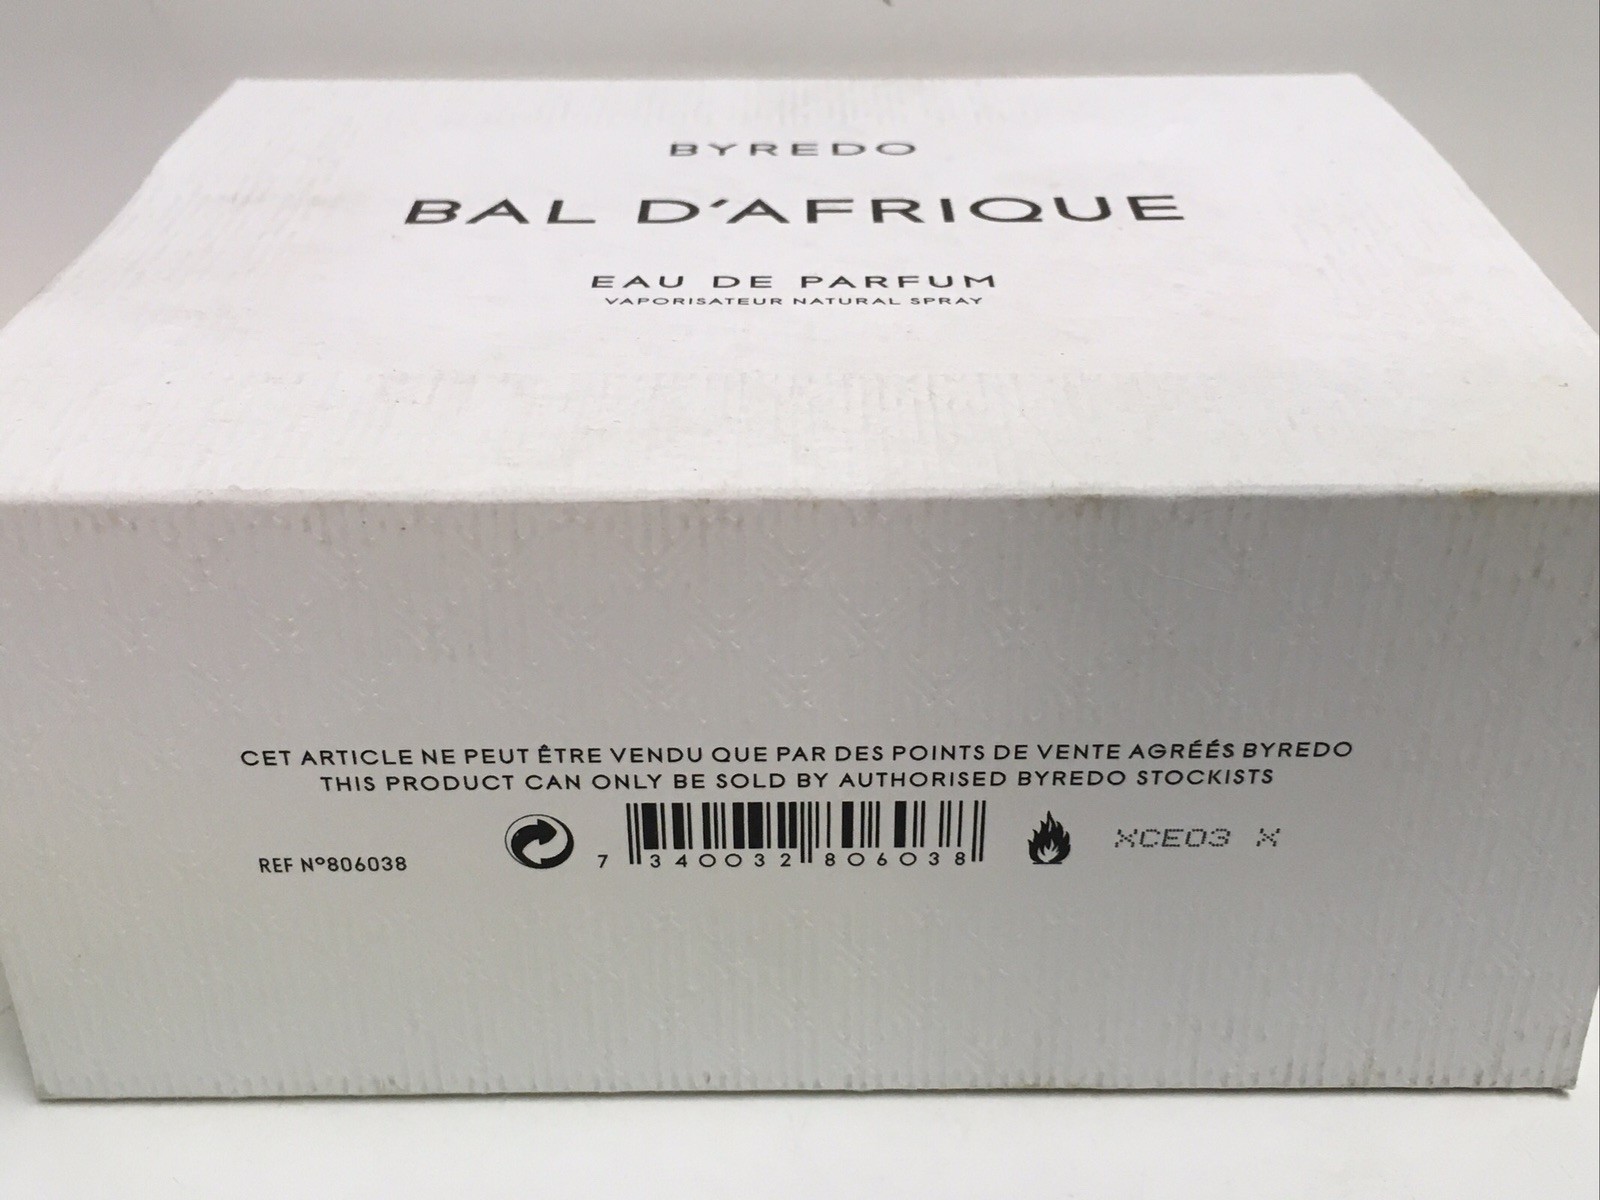 BYREDO
BAL D'AFRIQUE
EAU DE PARFUM
VAPORISATEUR NATURAL SPRAY
CET ARTICLE NE PEUT ÊTRE VENDU QUE PAR DES POINTS DE VENTE AGRÉÉS BYREDO
THIS PRODUCT CAN ONLY BE SOLD BY AUTHORISED BYREDO STOCKISTS
REF N°806038
7 340032 806038
XCE03 X